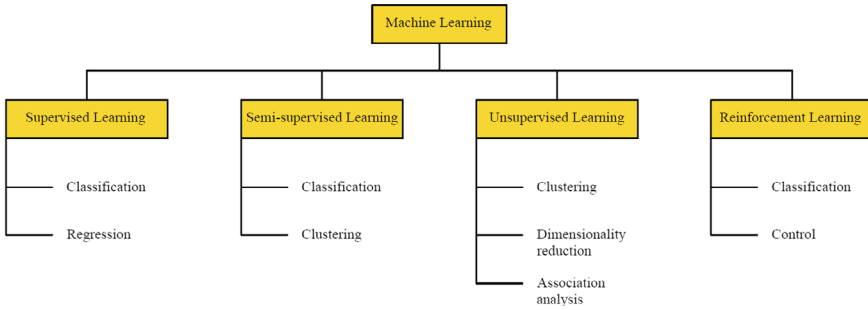 Machine Learning
Supervised Learning
Semi-supervised Learning
Unsupervised Learning
Reinforcement Learning
Classification
Regression
Classification
Clustering
Clustering
Dimensionality
reduction
Association
analysis
Classification
Control